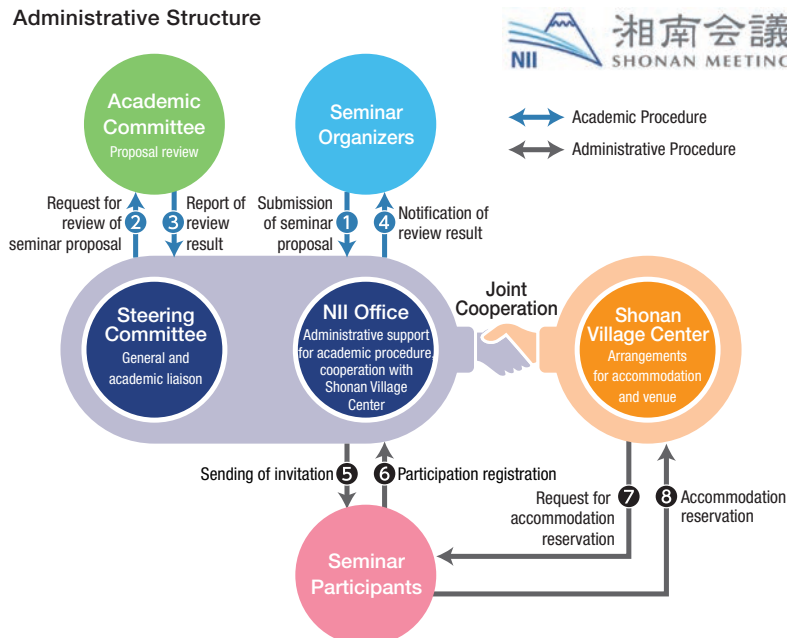 Administrative Structure
NII
湘南会議
SHONAN MEETING
Academic Procedure
Administrative Procedure
Academic
Committee
Proposal review
Seminar
Organizers
Request for
review of
seminar proposal
2
3
Report of
review
result
Submission
of seminar
proposal
1
4
Notification of
review result
Steering
Committee
General and
academic liaison
NII Office
Administrative support
for academic procedure,
cooperation with
Shonan Village
Center
Joint
Cooperation
Shonan
Village Center
Arrangements
for accommodation
and venue
Sending of invitation
5
6
Participation registration
Request for
accommodation
reservation
7
8
Accommodation
reservation
Seminar
Participants